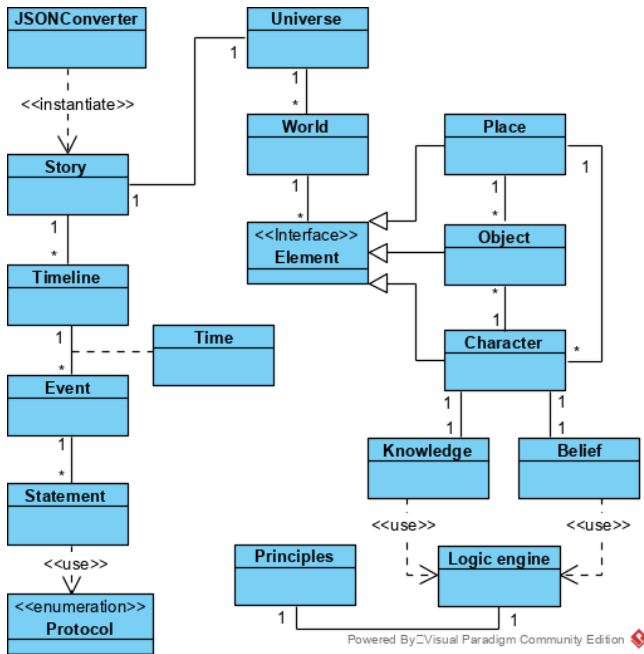 JSONConverter
Universe
1
1
<<instantiate>>
*
World
Place
Story
1
1
1
1
1
*
*
<<Interface>>
Element
Object
*
Timeline
*
1
1
Time
Character
*
*
Event
1
1
1
1
1
*
Knowledge
Belief
Statement
<<use>>
<<use>>
<<use>>
Principles
Logic engine
<<enumeration>>
Protocol
1
1
Powered By Visual Paradigm Community Edition